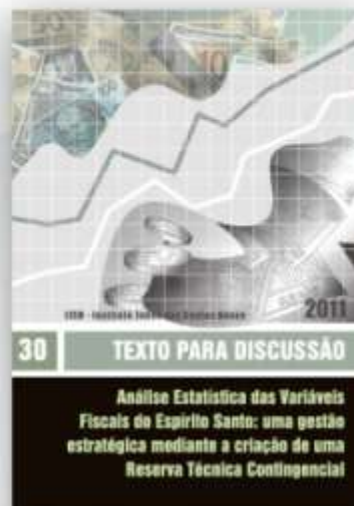 10
2011
30
TEXTO PARA DISCUSSÃO
Análise Estatística das Variáveis
Fiscais do Espírito Santo: uma gestão
estratégica mediante a criação de uma
Reserva Técnica Contingencial